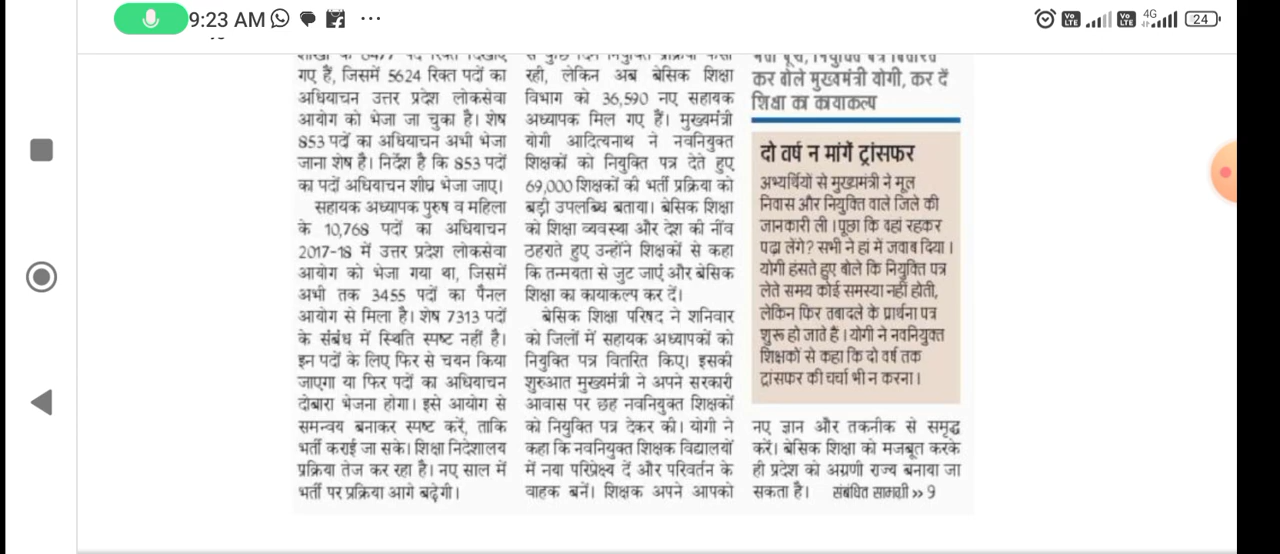 9:23 AM
4G
24
गए हैं, जिसमें 5624 रिक्त पदों का
अधियाचन उत्तर प्रदेश लोकसेवा
आयोग को भेजा जा चुका है। शेष
853 पदों का अधियाचन अभी भेजा
जाना शेष है। निर्देश है कि 853 पदों
का पदों अधियाचन शीघ्र भेजा जाए।
सहायक अध्यापक पुरुष व महिला
के 10,768 पदों का अधियाचन
2017-18 में उत्तर प्रदेश लोकसेवा
आयोग को भेजा गया था, जिसमें
अभी तक 3455 पदों का पैनल
आयोग से मिला है। शेष 7313 पदों
के संबंध में स्थिति स्पष्ट नहीं है।
इन पदों के लिए फिर से चयन किया
जाएगा या फिर पदों का अधियाचन
दोबारा भेजना होगा। इसे आयोग से
समन्वय बनाकर स्पष्ट करें, ताकि
भर्ती कराई जा सके। शिक्षा निदेशालय
प्रक्रिया तेज कर रहा है। नए साल में
भर्ती पर प्रक्रिया आगे बढ़ेगी।
रही, लेकिन अब बेसिक शिक्षा
विभाग को 36,590 नए सहायक
अध्यापक मिल गए हैं। मुख्यमंत्री
योगी आदित्यनाथ ने नवनियुक्त
शिक्षकों को नियुक्ति पत्र देते हुए
69,000 शिक्षकों की भर्ती प्रक्रिया को
बड़ी उपलब्धि बताया। बेसिक शिक्षा
को शिक्षा व्यवस्था और देश की नींव
ठहराते हुए उन्होंने शिक्षकों से कहा
कि तन्मयता से जुट जाएं और बेसिक
शिक्षा का कायाकल्प कर दें।
बेसिक शिक्षा परिषद ने शनिवार
को जिलों में सहायक अध्यापकों को
नियुक्ति पत्र वितरित किए। इसकी
शुरुआत मुख्यमंत्री ने अपने सरकारी
आवास पर छह नवनियुक्त शिक्षकों
को नियुक्ति पत्र देकर की। योगी ने
कहा कि नवनियुक्त शिक्षक विद्यालयों
में नया परिप्रेक्ष्य दें और परिवर्तन के
वाहक बनें। शिक्षक अपने आपको
कर बोले मुख्यमंत्री योगी, कर दें
शिक्षा का कायाकल्प
दो वर्ष न मांगें ट्रांसफर
अभ्यर्थियों से मुख्यमंत्री ने मूल
निवास और नियुक्ति वाले जिले की
जानकारी ली। पूछा कि वहां रहकर
पढ़ा लेंगे? सभी ने हां में जवाब दिया।
योगी हंसते हुए बोले कि नियुक्ति पत्र
लेते समय कोई समस्या नहीं होती,
लेकिन फिर तबादले के प्रार्थना पत्र
शुरू हो जाते हैं। योगी ने नवनियुक्त
शिक्षकों से कहा कि दो वर्ष तक
ट्रांसफर की चर्चा भी न करना।
नए ज्ञान और तकनीक से समृद्ध
करें। बेसिक शिक्षा को मजबूत करके
ही प्रदेश को अग्रणी राज्य बनाया जा
सकता है। संबंधित सामग्री >> 9